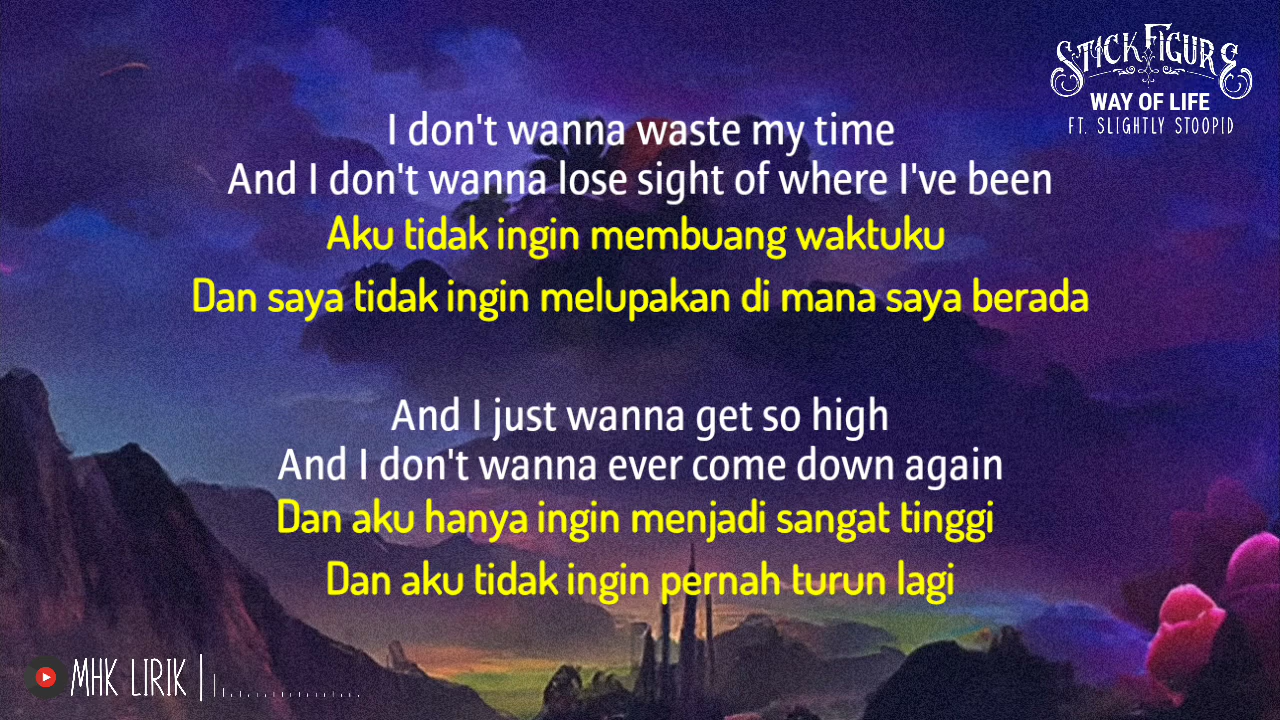 STICK FIGURE
WAY OF LIFE
FT. SLIGHTLY STOOPID
I don't wanna waste my time
And I don't wanna lose sight of where I've been
Aku tidak ingin membuang waktuku
Dan saya tidak ingin melupakan di mana saya berada
And I just wanna get so high
And I don't wanna ever come down again
Dan aku hanya ingin menjadi sangat tinggi
Dan aku tidak ingin pernah turun lagi
MHK LIRIK